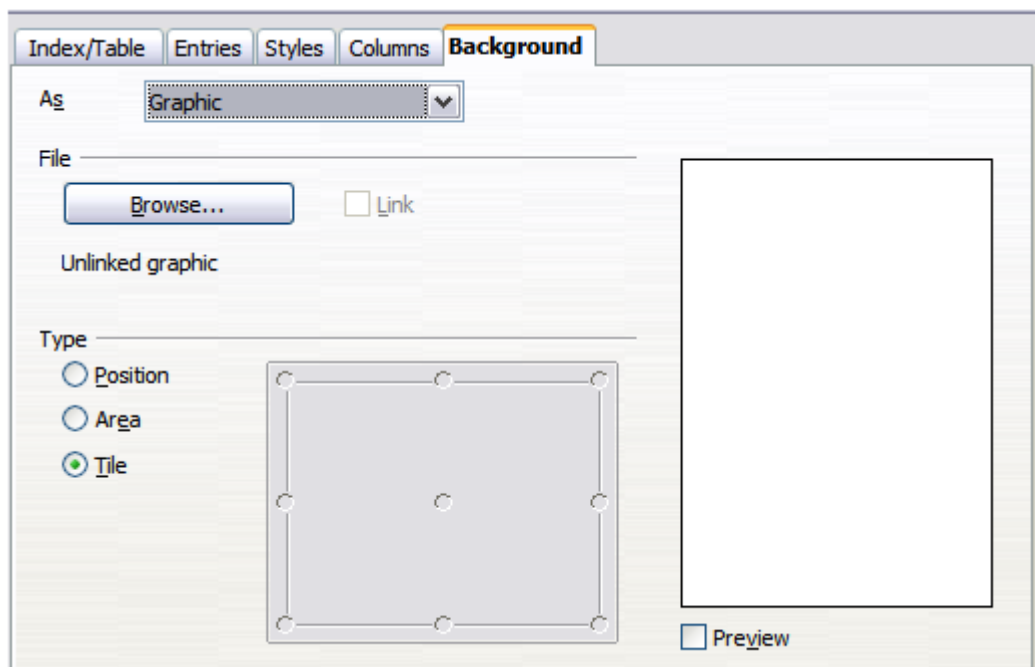 Index/Table Entries Styles Columns Background
As Graphic
File
Browse... Link
Unlinked graphic
Type
Position
Area
Tile
Preview